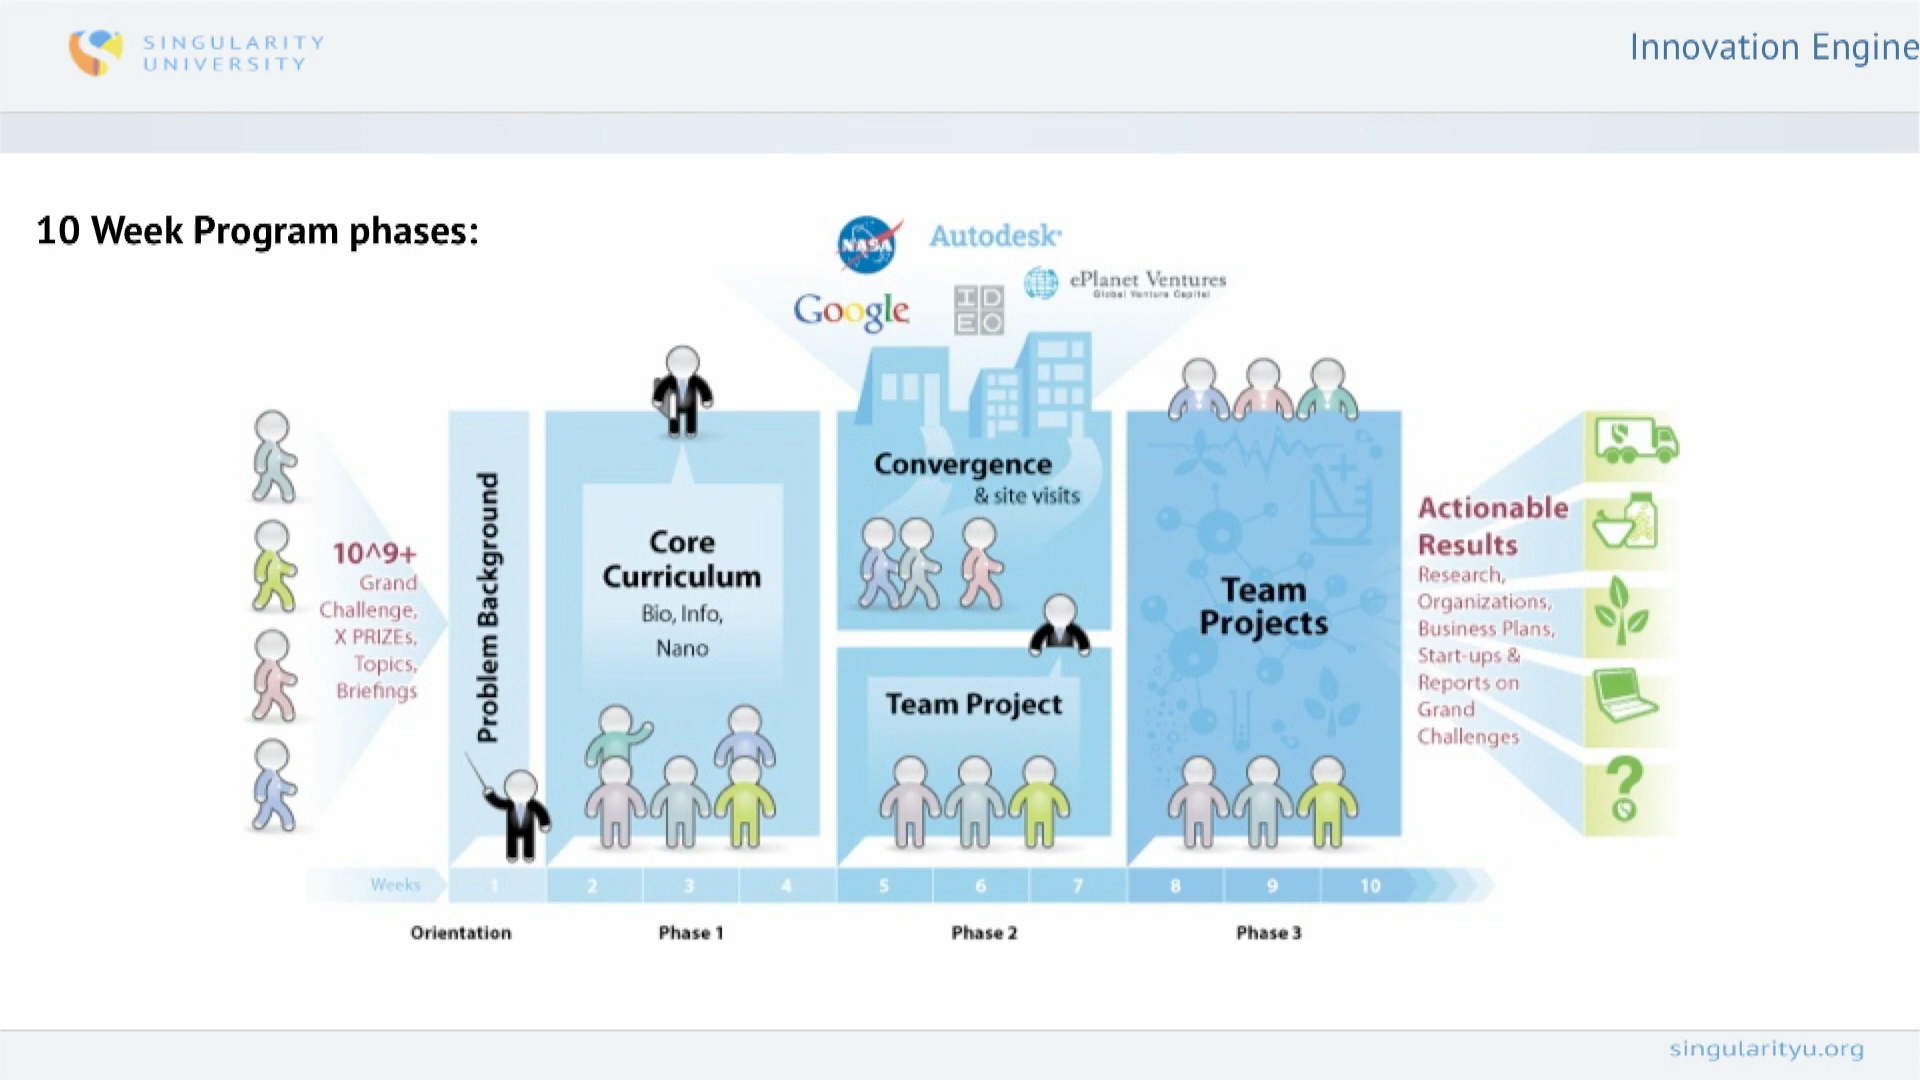 SINGULARITY
UNIVERSITY
Innovation Engine
10 Week Program phases:
NASA
Autodesk
ePlanet Ventures
Global Venture Capital
Google
ID
EO
10^9+
Grand
Challenge,
X PRIZEs,
Topics,
Briefings
Problem Background
Core
Curriculum
Bio, Info,
Nano
Convergence
& site visits
Team Project
Team
Projects
Actionable
Results
Research,
Organizations,
Business Plans,
Start-ups &
Reports on
Grand
Challenges
?
Weeks 1 2 3 4 5 6 7 8 9 10
Orientation Phase 1 Phase 2 Phase 3
singularityu.org